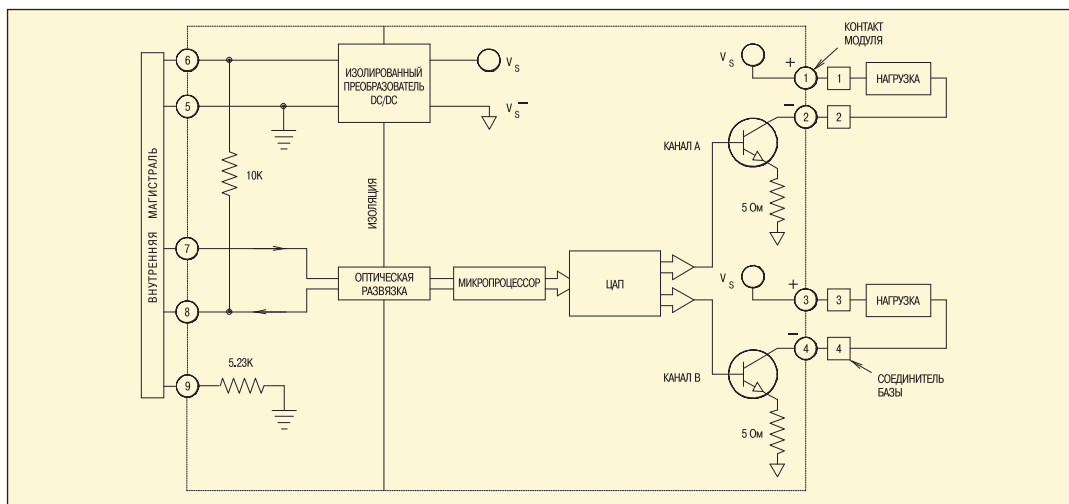 КОНТАКТ
МОДУЛЯ
6
ИЗОЛИРОВАННЫЙ
ПРЕОБРАЗОВАТЕЛЬ
DC/DC
V S
V S
+
1
1
НАГРУЗКА
5
V S –
–
2
2
КАНАЛ А
10K
5 Ом
ИЗОЛЯЦИЯ
ВНУТРЕННЯЯ МАГИСТРАЛЬ
7
ОПТИЧЕСКАЯ
РАЗВЯЗКА
МИКРОПРОЦЕССОР
ЦАП
V S
+
3
3
НАГРУЗКА
8
–
4
4
5.23K
9
КАНАЛ В
СОЕДИНИТЕЛЬ
БАЗЫ
5 Ом